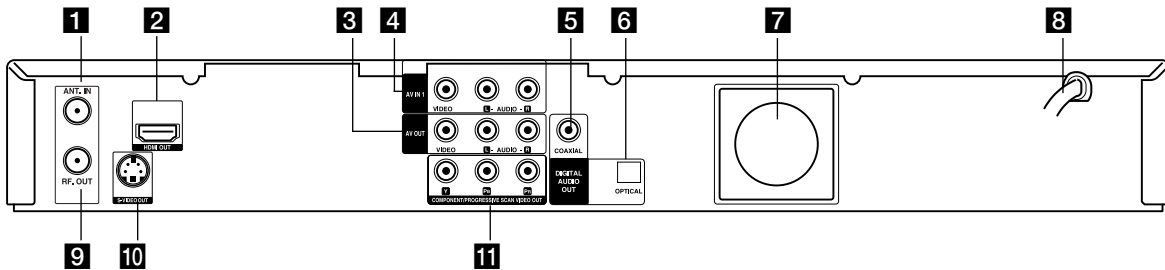 1
2
3
4
5
6
7
8
ANT. IN
RF. OUT
HDMI OUT
S-VIDEO OUT
AV IN 1
VIDEO
L - AUDIO - R
AV OUT
VIDEO
L - AUDIO - R
Y
PB
PR
COMPONENT/PROGRESSIVE SCAN VIDEO OUT
COAXIAL
DIGITAL
AUDIO
OUT
OPTICAL
9
10
11